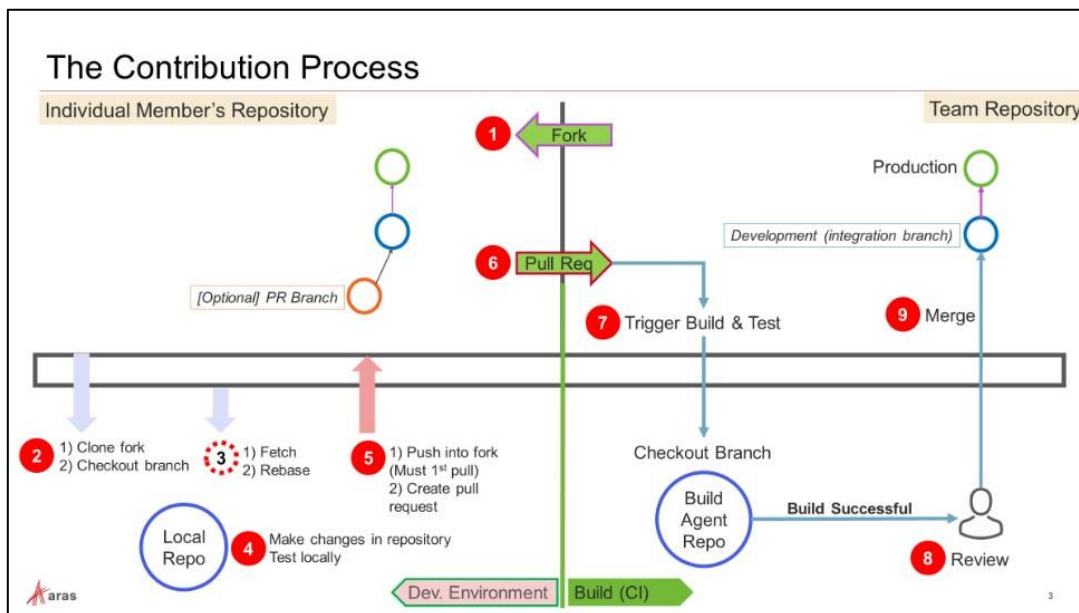 The Contribution Process
Individual Member's Repository
Team Repository
1
Fork
Production
Development (integration branch)
6
Pull Req
[Optional] PR Branch
7
Trigger Build & Test
9
Merge
2
1) Clone fork
2) Checkout branch
3
1) Fetch
2) Rebase
5
1) Push into fork
(Must 1st pull)
2) Create pull
request
Checkout Branch
Local
Repo
4
Make changes in repository
Test locally
Build
Agent
Repo
Build Successful
8
Review
aras
Dev. Environment
Build (CI)
3